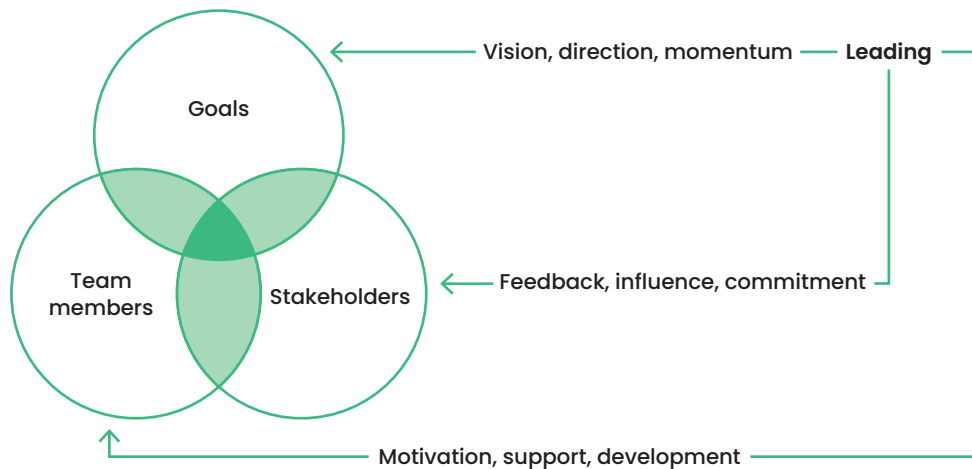 Vision, direction, momentum
Leading
Goals
Team
members
Stakeholders
Feedback, influence, commitment
Motivation, support, development